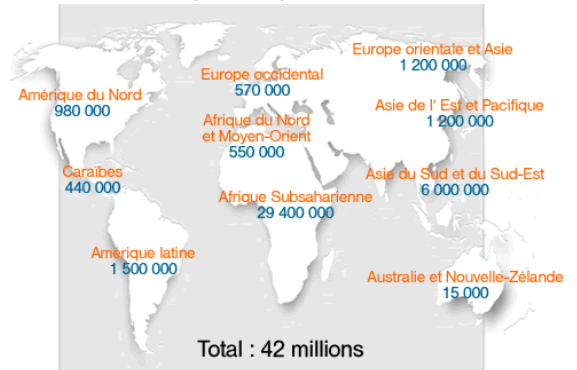 Europe orientale et Asie
1 200 000
Europe occidental
570 000
Amérique du Nord
980 000
Asie de l' Est et Pacifique
1 200 000
Afrique du Nord
et Moyen-Orient
550 000
Caraïbes
440 000
Asie du Sud et du Sud-Est
6 000 000
Afrique Subsaharienne
29 400 000
Amérique latine
1 500 000
Australie et Nouvelle-Zélande
15 000
Total : 42 millions